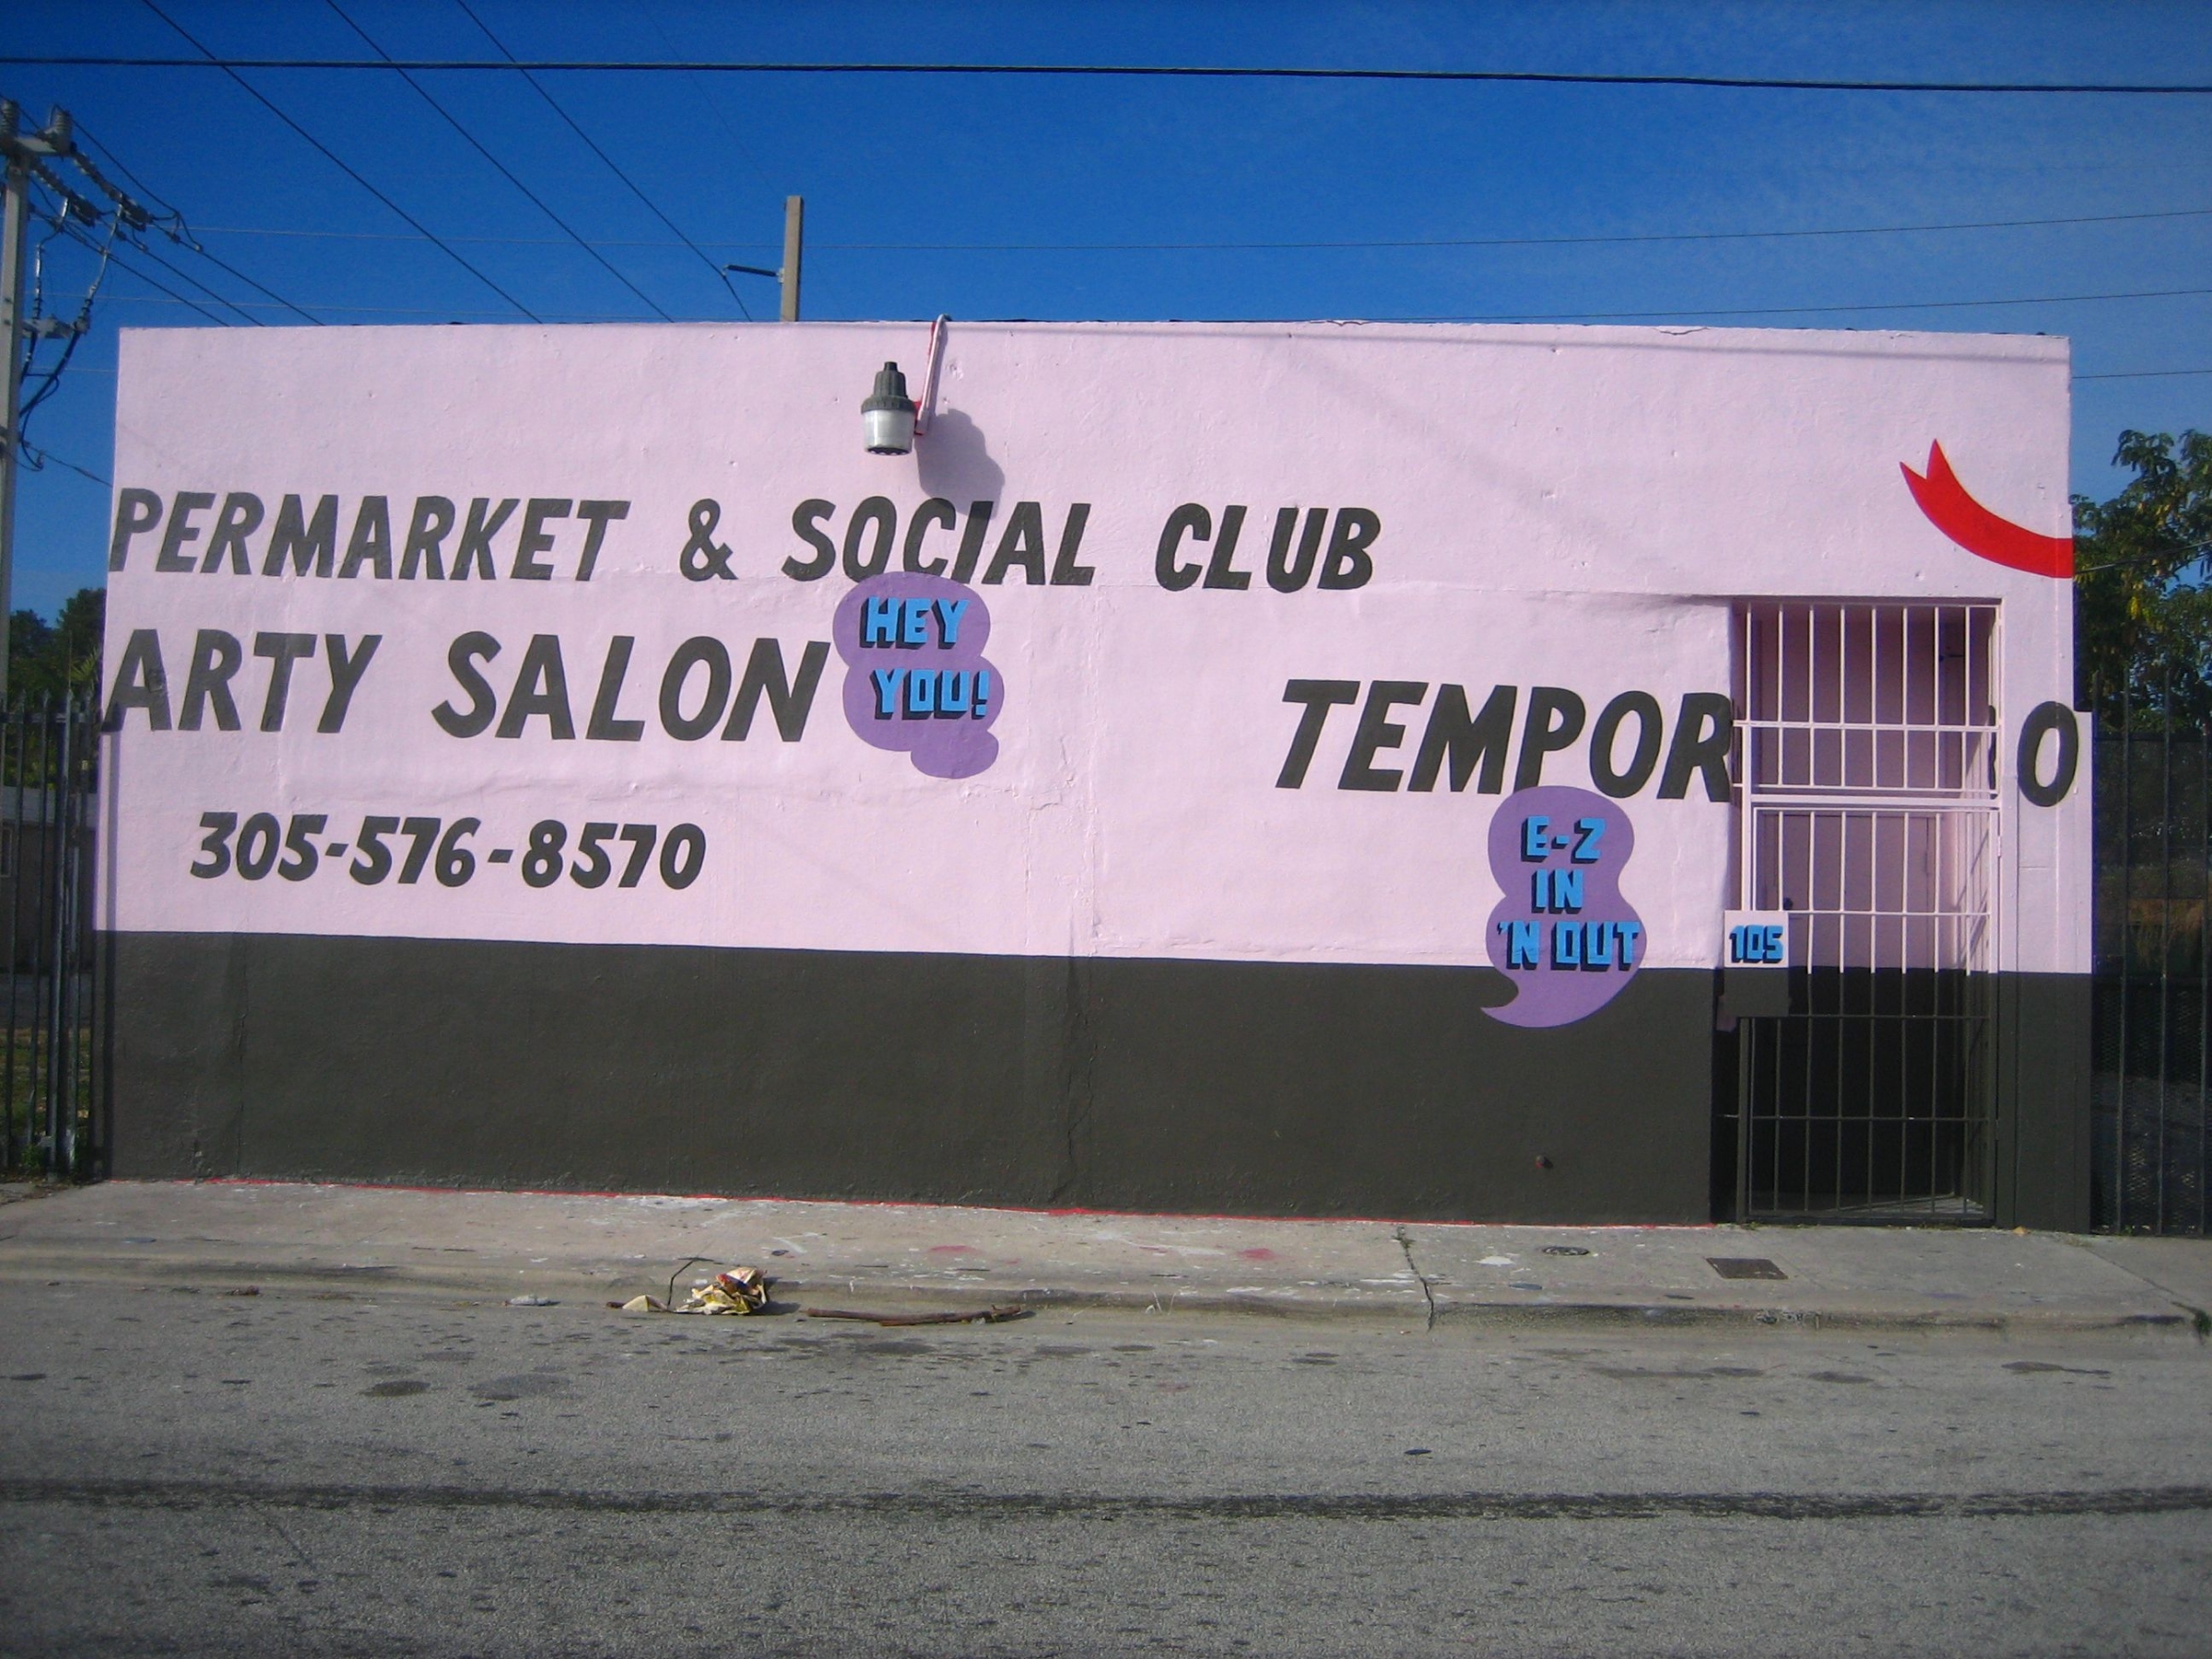 PERMARKET & SOCIAL CLUB
ARTY SALON
HEY
YOU!
TEMPOR O
305-576-8570
E-Z
IN
'N OUT
105